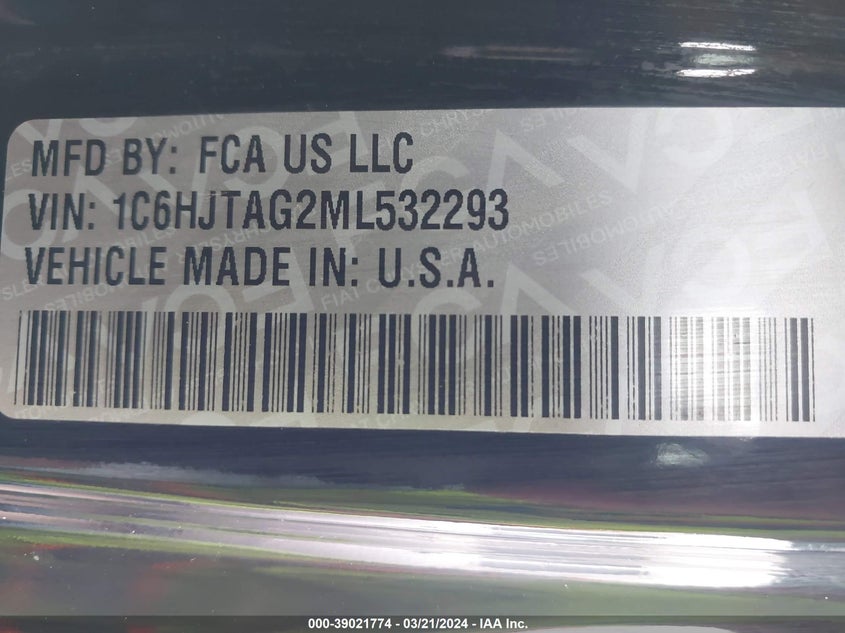 MFD BY: FCA US LLC
VIN: 1C6HJTAG2ML532293
VEHICLE MADE IN: U.S.A.
000-39021774 - 03/21/2024 - IAA Inc.